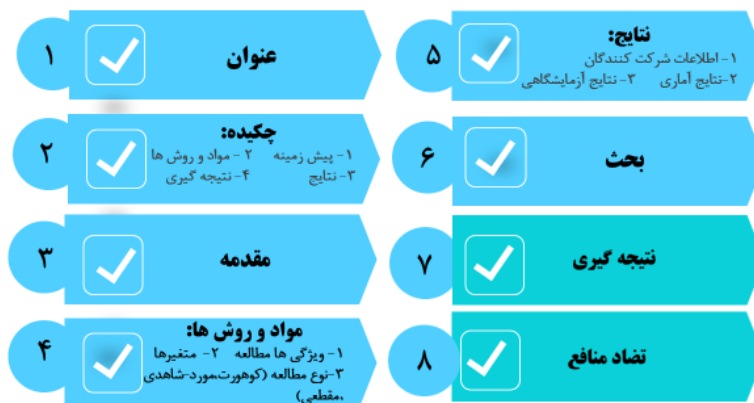 ۱
عنوان
۲
چکیده:
۱- پیش زمینه ۲- مواد و روش ها
۳- نتایج ۴- نتیجه گیری
۳
مقدمه
۴
مواد و روش ها:
۱- ویژگی ها مطالعه ۲- متغیرها
۳-نوع مطالعه (کوهورت،مورد-شاهدی
،مقطعی)
۵
نتایج:
۱- اطلاعات شرکت کنندگان
۲-نتایج آماری ۳- نتایج آزمایشگاهی
۶
بحث
۷
نتیجه گیری
۸
تضاد منافع